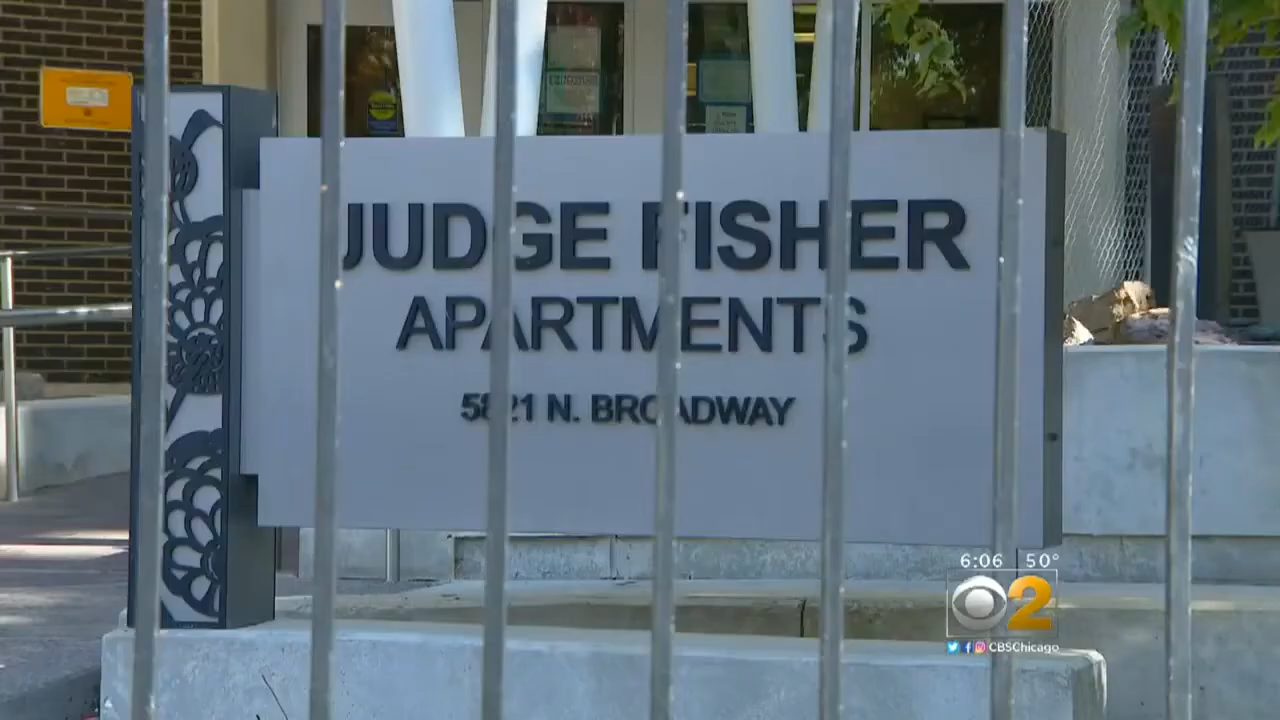 JUDGE FISHER
APARTMENTS
5821 N. BROADWAY
6:06 50°
2
CBSChicago